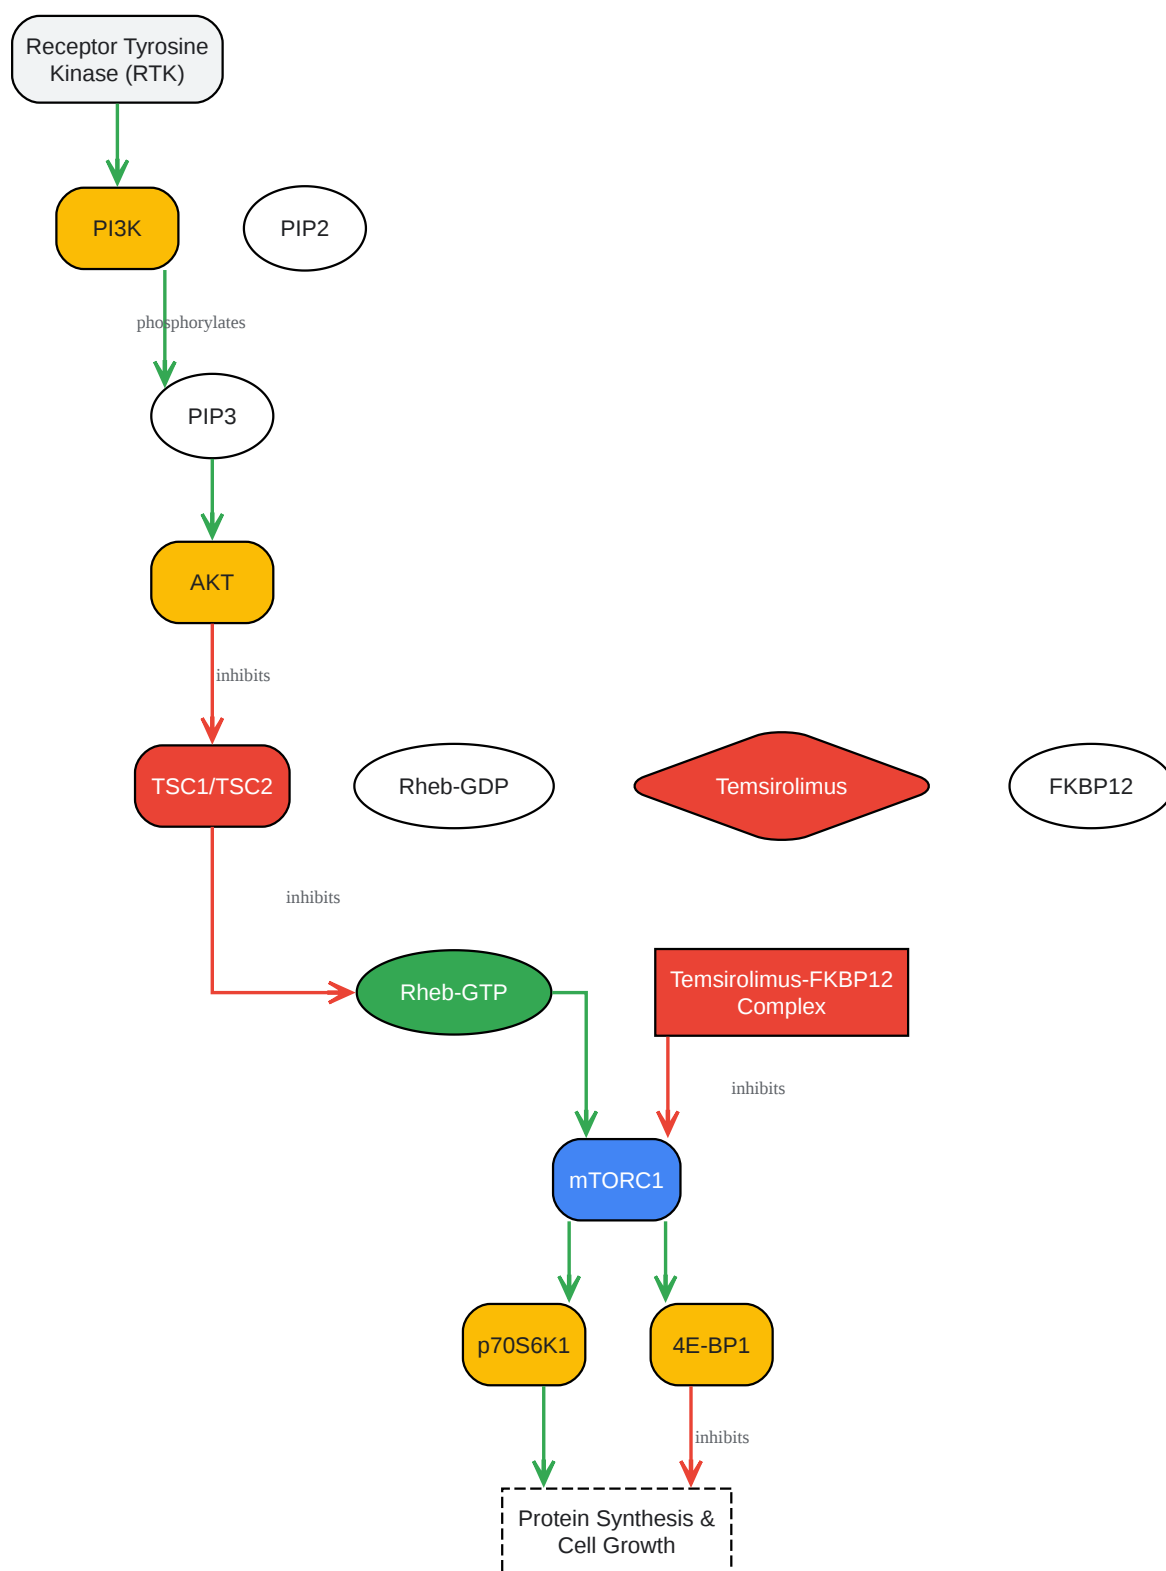 Receptor Tyrosine
Kinase (RTK)
PI3K
PIP2
phosphorylates
PIP3
AKT
inhibits
TSC1/TSC2
Rheb-GDP
Temsirolimus
FKBP12
inhibits
Rheb-GTP
Temsirolimus-FKBP12
Complex
inhibits
mTORC1
p70S6K1
4E-BP1
inhibits
Protein Synthesis &
Cell Growth